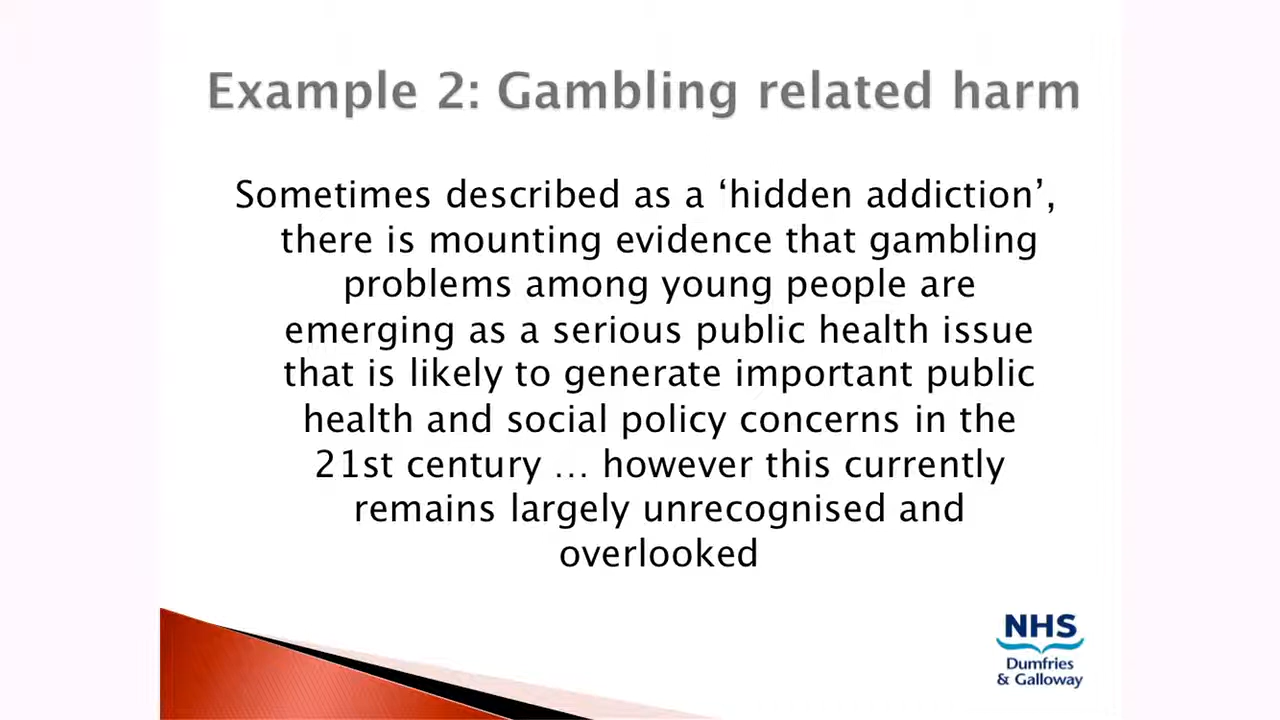 Example 2: Gambling related harm
Sometimes described as a ‘hidden addiction’,
there is mounting evidence that gambling
problems among young people are
emerging as a serious public health issue
that is likely to generate important public
health and social policy concerns in the
21st century … however this currently
remains largely unrecognised and
overlooked
NHS
Dumfries
& Galloway